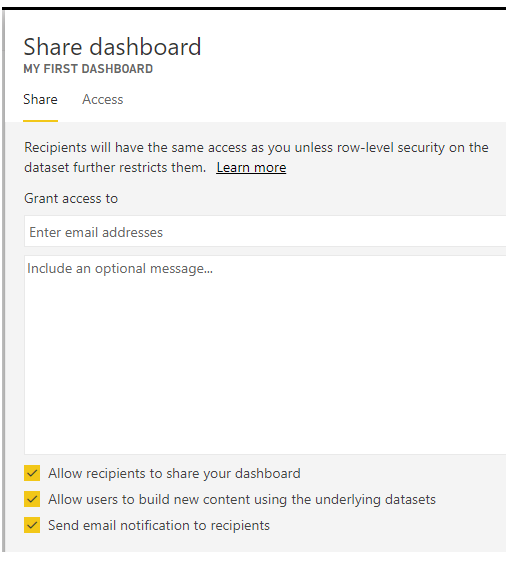 Share dashboard
MY FIRST DASHBOARD
Share Access
Recipients will have the same access as you unless row-level security on the
dataset further restricts them. Learn more
Grant access to
Enter email addresses
Include an optional message...
Allow recipients to share your dashboard
Allow users to build new content using the underlying datasets
Send email notification to recipients